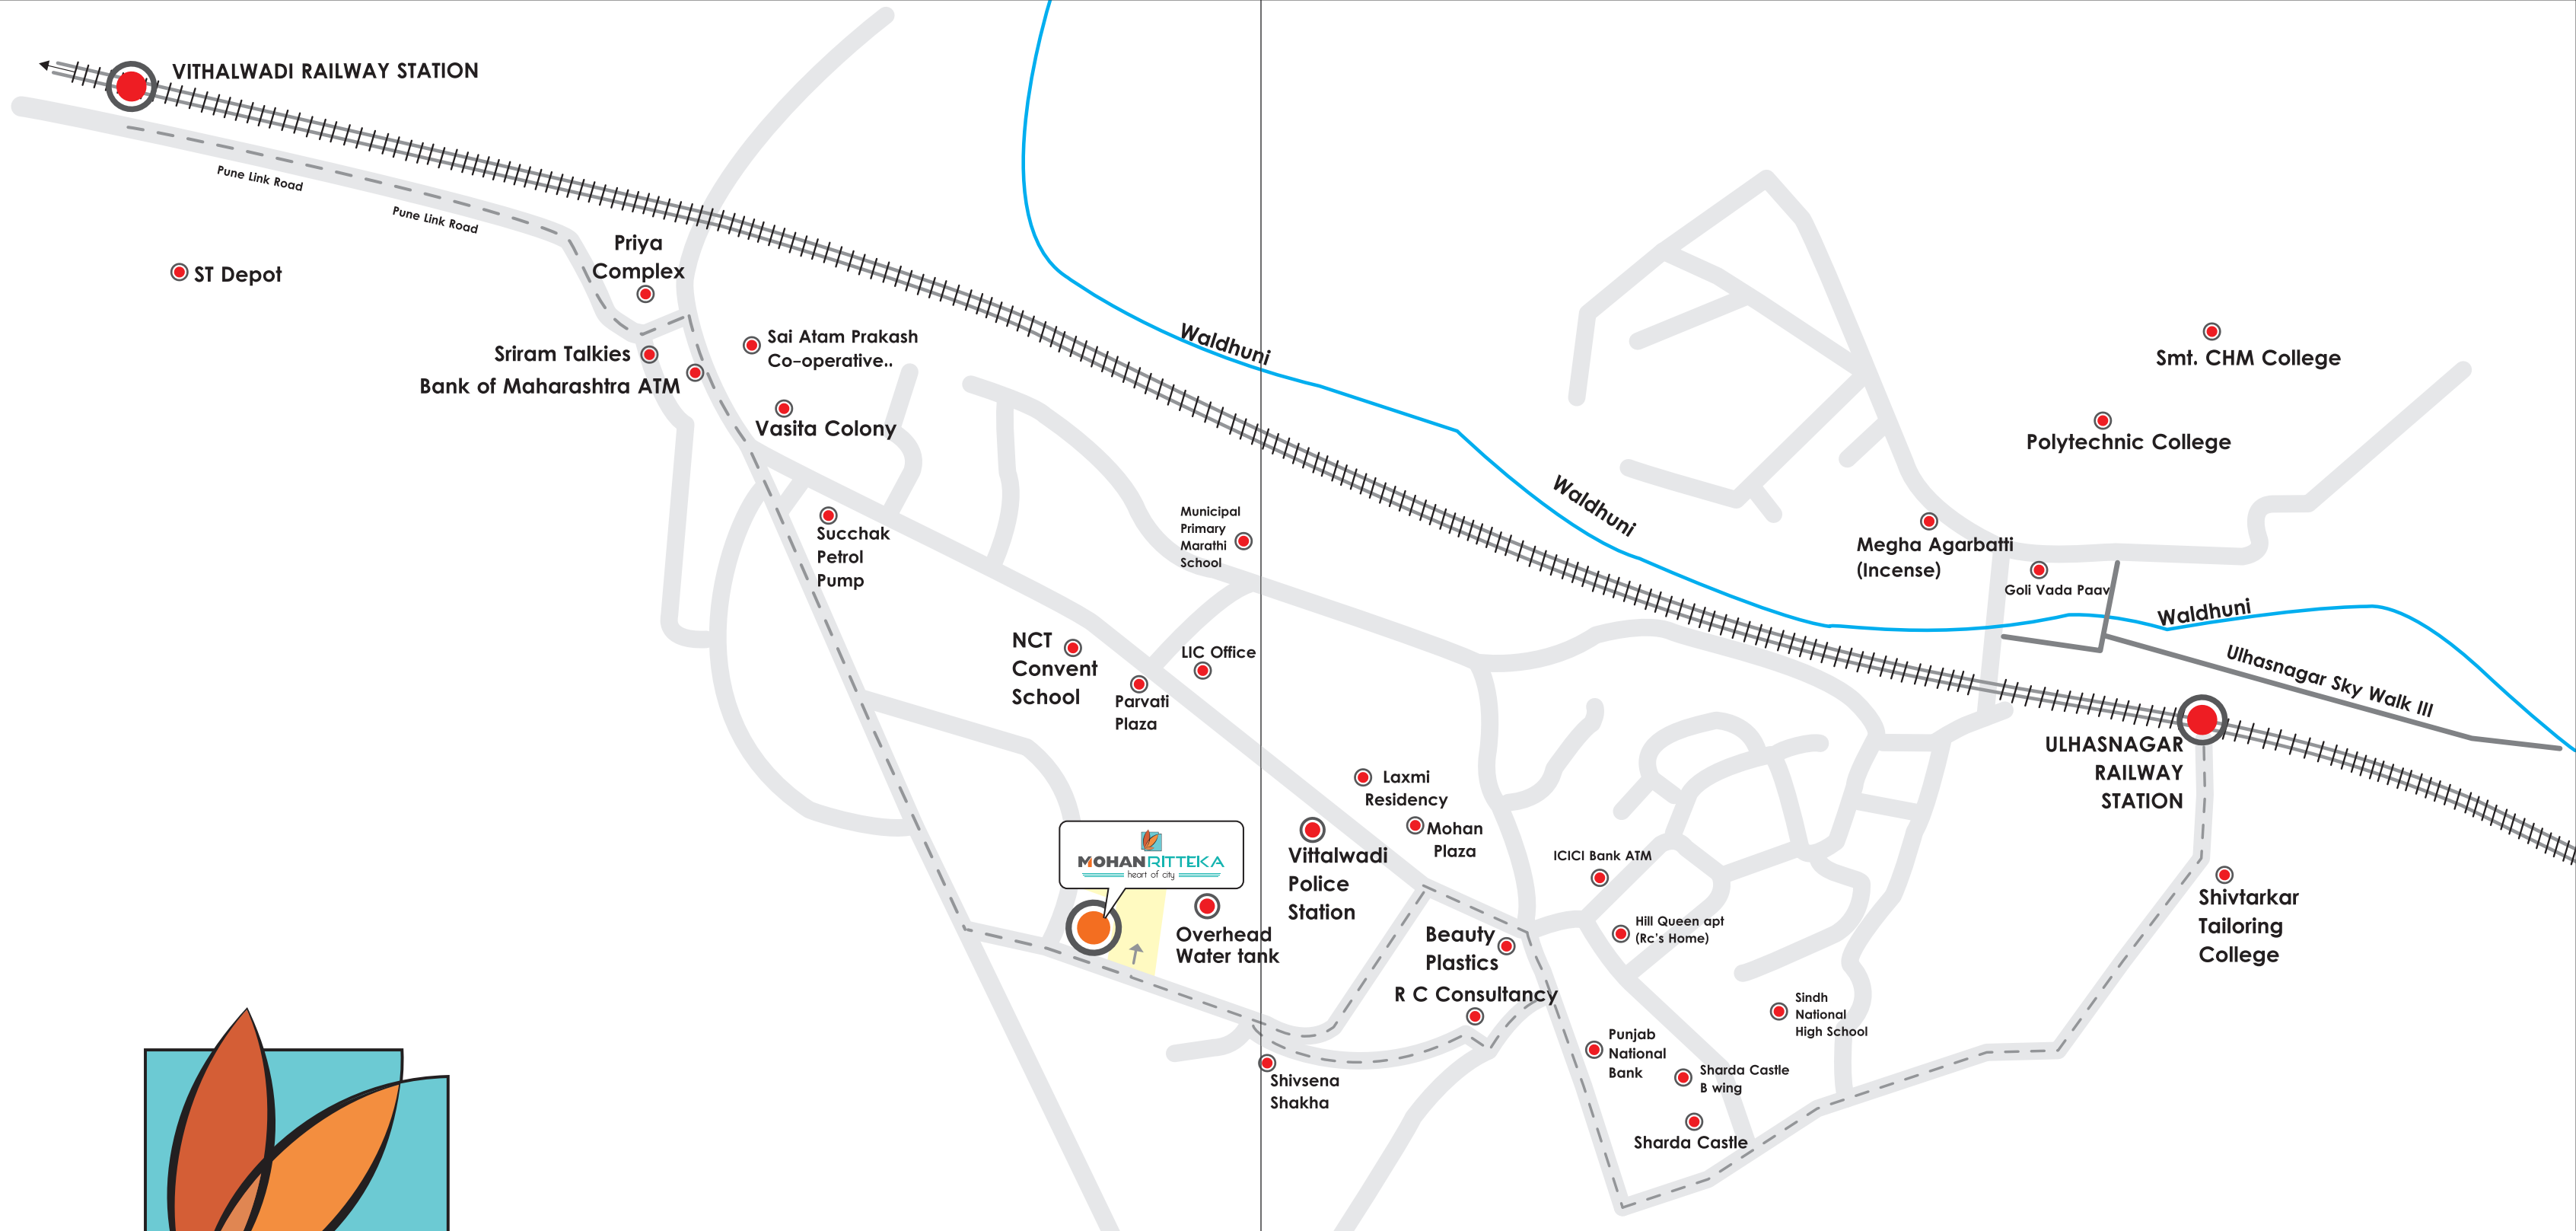 VITHALWADI RAILWAY STATION
Pune Link Road
Pune Link Road
ST Depot
Priya
Complex
Sriram Talkies
Bank of Maharashtra ATM
Sai Atam Prakash
Co-operative..
Vasita Colony
Succhak
Petrol
Pump
Waldhuni
Waldhuni
Waldhuni
Municipal
Primary
Marathi
School
NCT
Convent
School
LIC Office
Parvati
Plaza
Smt. CHM College
Polytechnic College
Megha Agarbatti
(Incense)
Goli Vada Paav
Ulhasnagar Sky Walk III
ULHASNAGAR
RAILWAY
STATION
Laxmi
Residency
Mohan
Plaza
Vittalwadi
Police
Station
MOHANRITTEKA
heart of city
Overhead
Water tank
ICICI Bank ATM
Hill Queen apt
(Rc's Home)
Beauty
Plastics
R C Consultancy
Shivtarkar
Tailoring
College
Sindh
National
High School
Punjab
National
Bank
Sharda Castle
B wing
Sharda Castle
Shivsena
Shakha